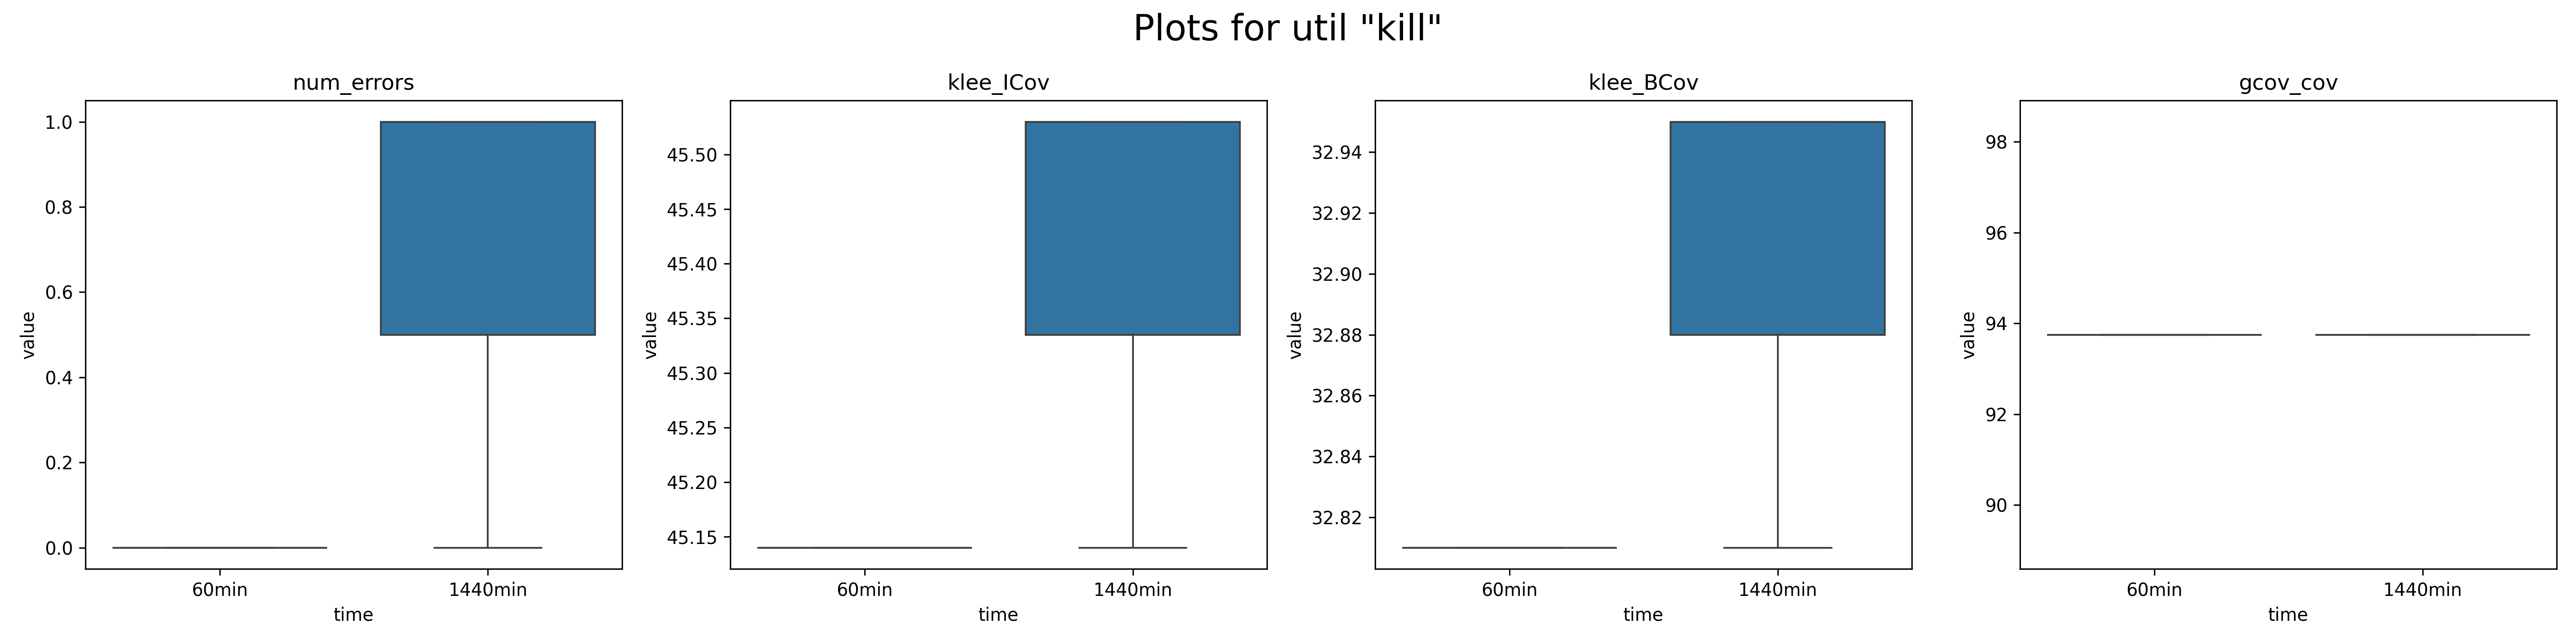 Plots for util "kill"
num_errors
klee_ICov
klee_BCov
gcov_cov
value
1.0
0.8
0.6
0.4
0.2
0.0
60min
1440min
time
value
45.50
45.45
45.40
45.35
45.30
45.25
45.20
45.15
60min
1440min
time
value
32.94
32.92
32.90
32.88
32.86
32.84
32.82
60min
1440min
time
value
98
96
94
92
90
60min
1440min
time